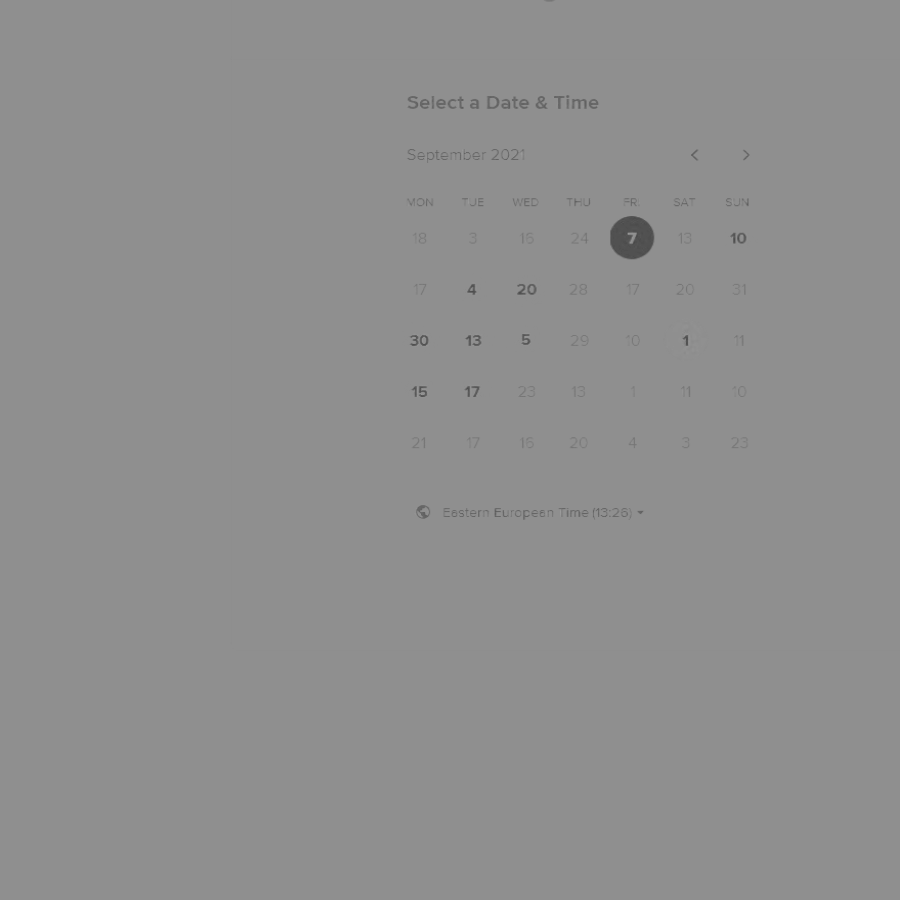 Select a Date & Time
September 2021
MON TUE WED THU FRI SAT SUN
18 3 16 24 7 13 10
17 4 20 28 17 20 31
30 13 5 29 10 1 11
15 17 23 13 1 11 10
21 17 16 20 4 3 23
Eastern European Time (13:26)